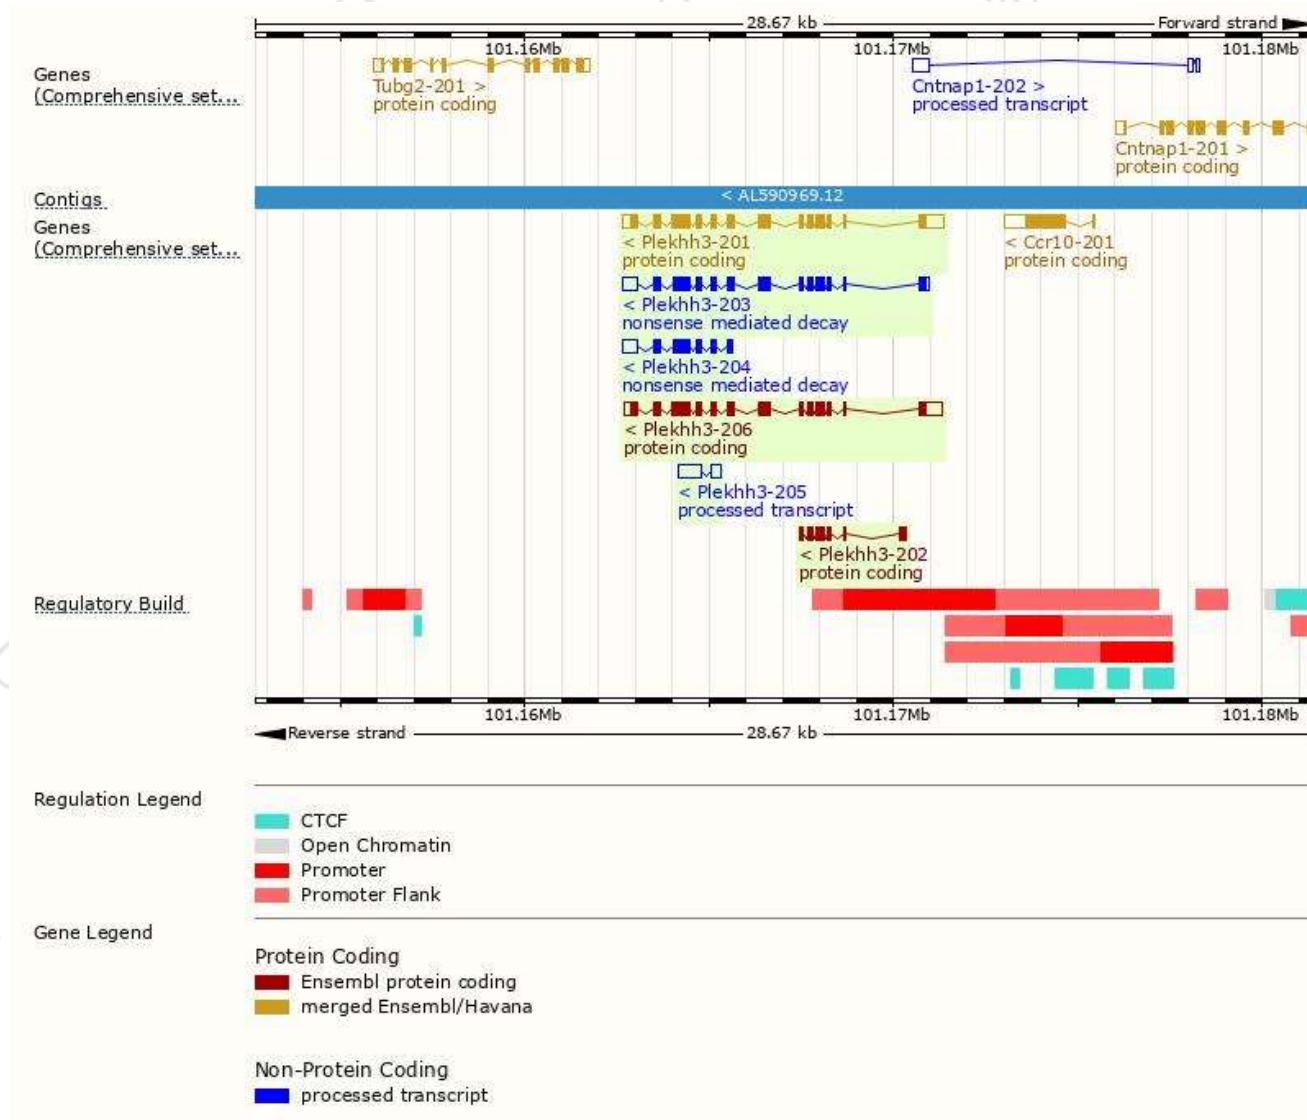 28.67 kb Forward strand
101.16Mb 101.17Mb 101.18Mb
Genes
(Comprehensive set...
Tubg2-201 >
protein coding
Cntnap1-202 >
processed transcript
Cntnap1-201 >
protein coding
Contigs
< AL590969.12
Genes
(Comprehensive set...
< Plekhh3-201
protein coding
< Ccr10-201
protein coding
< Plekhh3-203
nonsense mediated decay
< Plekhh3-204
nonsense mediated decay
< Plekhh3-206
protein coding
< Plekhh3-205
processed transcript
< Plekhh3-202
protein coding
Regulatory Build
101.16Mb 101.17Mb 101.18Mb
Reverse strand 28.67 kb
Regulation Legend
CTCF
Open Chromatin
Promoter
Promoter Flank
Gene Legend
Protein Coding
Ensembl protein coding
merged Ensembl/Havana
Non-Protein Coding
processed transcript